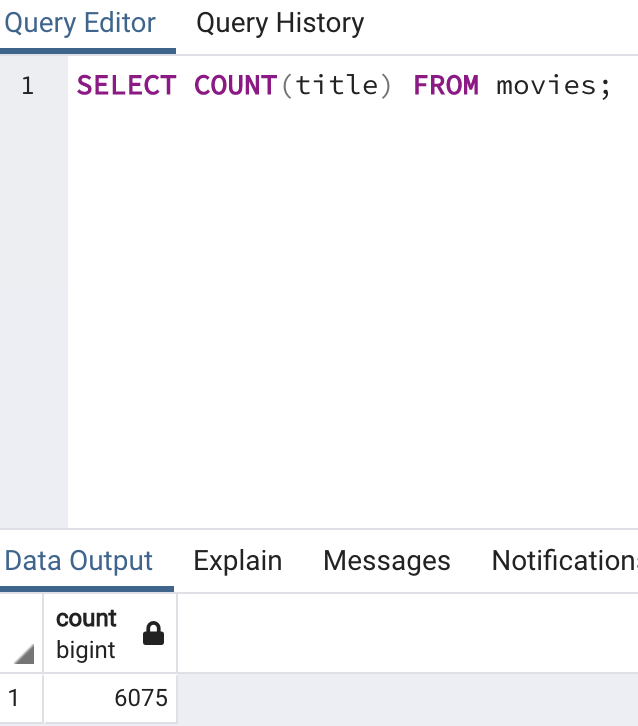 Query Editor Query History
1 SELECT COUNT(title) FROM movies;
Data Output Explain Messages Notification
count
bigint
1 6075